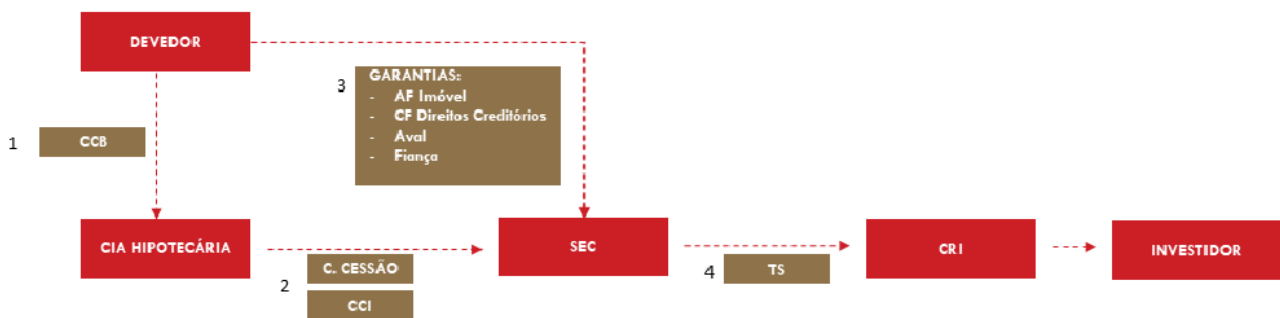 DEVEDOR
3
GARANTIAS:
- AF Imóvel
- CF Direitos Creditórios
- Aval
- Fiança
1
CCB
CIA HIPOTECÁRIA
SEC
CRI
INVESTIDOR
2
C. CESSÃO
CCI
4
TS